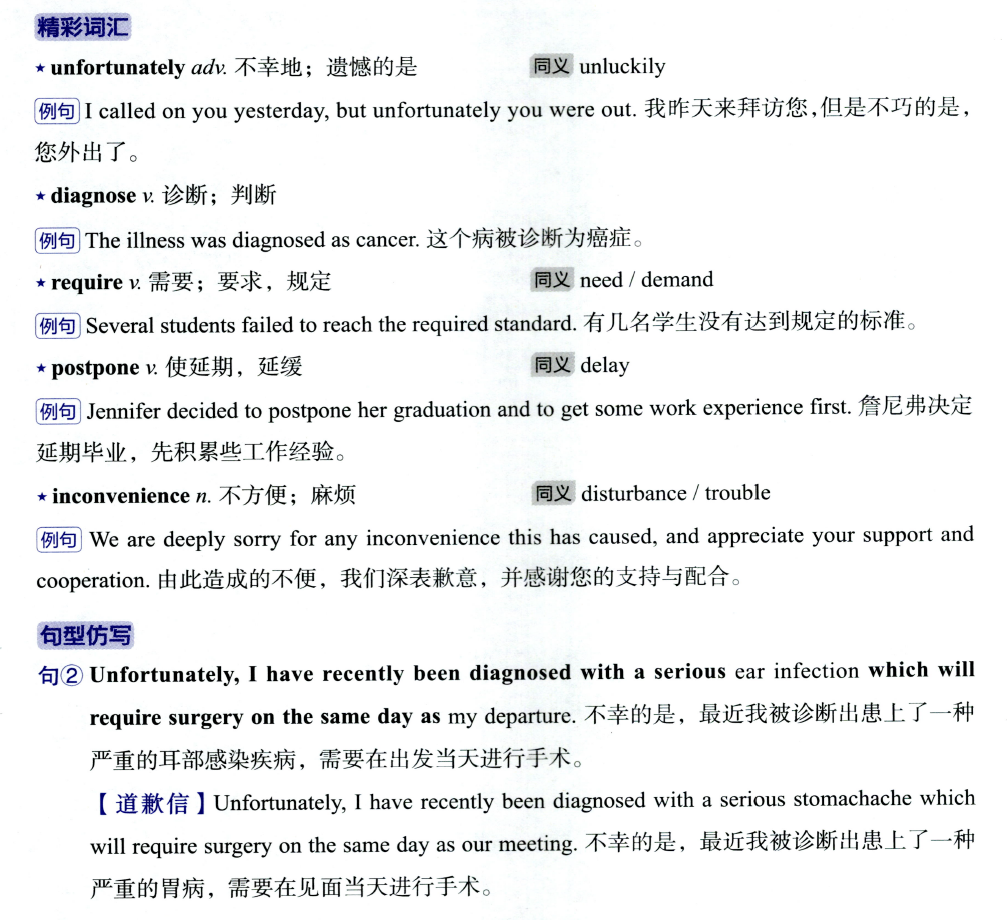 精彩词汇
★ unfortunately adv. 不幸地；遗憾的是 同义 unluckily
例句 I called on you yesterday, but unfortunately you were out. 我昨天来拜访您，但是不巧的是，
您外出了。
★ diagnose v. 诊断；判断
例句 The illness was diagnosed as cancer. 这个病被诊断为癌症。
★ require v. 需要；要求，规定 同义 need / demand
例句 Several students failed to reach the required standard. 有几名学生没有达到规定的标准。
★ postpone v. 使延期，延缓 同义 delay
例句 Jennifer decided to postpone her graduation and to get some work experience first. 詹尼弗决定
延期毕业，先积累些工作经验。
★ inconvenience n. 不方便；麻烦 同义 disturbance / trouble
例句 We are deeply sorry for any inconvenience this has caused, and appreciate your support and
cooperation. 由此造成的不便，我们深表歉意，并感谢您的支持与配合。
句型仿写
句② Unfortunately, I have recently been diagnosed with a serious ear infection which will
require surgery on the same day as my departure. 不幸的是，最近我被诊断出患上了一种
严重的耳部感染疾病，需要在出发当天进行手术。
【道歉信】Unfortunately, I have recently been diagnosed with a serious stomachache which
will require surgery on the same day as our meeting. 不幸的是，最近我被诊断出患上了一种
严重的胃病，需要在见面当天进行手术。